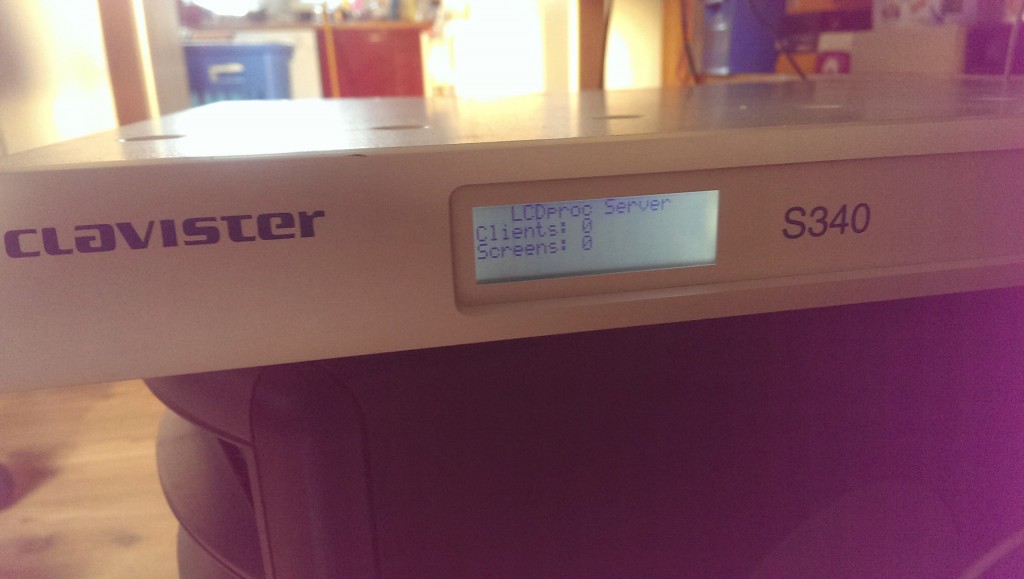 CLAVISTER
LCDproc Server
Clients: 0
Screens: 0
S340